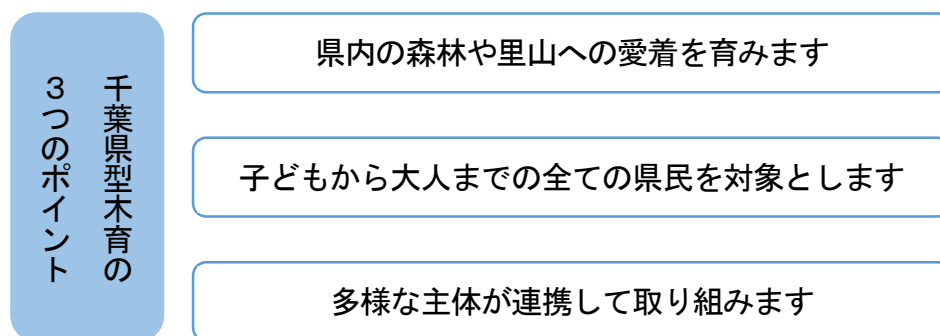 千葉県型木育の
３つのポイント
県内の森林や里山への愛着を育みます
子どもから大人までの全ての県民を対象とします
多様な主体が連携して取り組みます